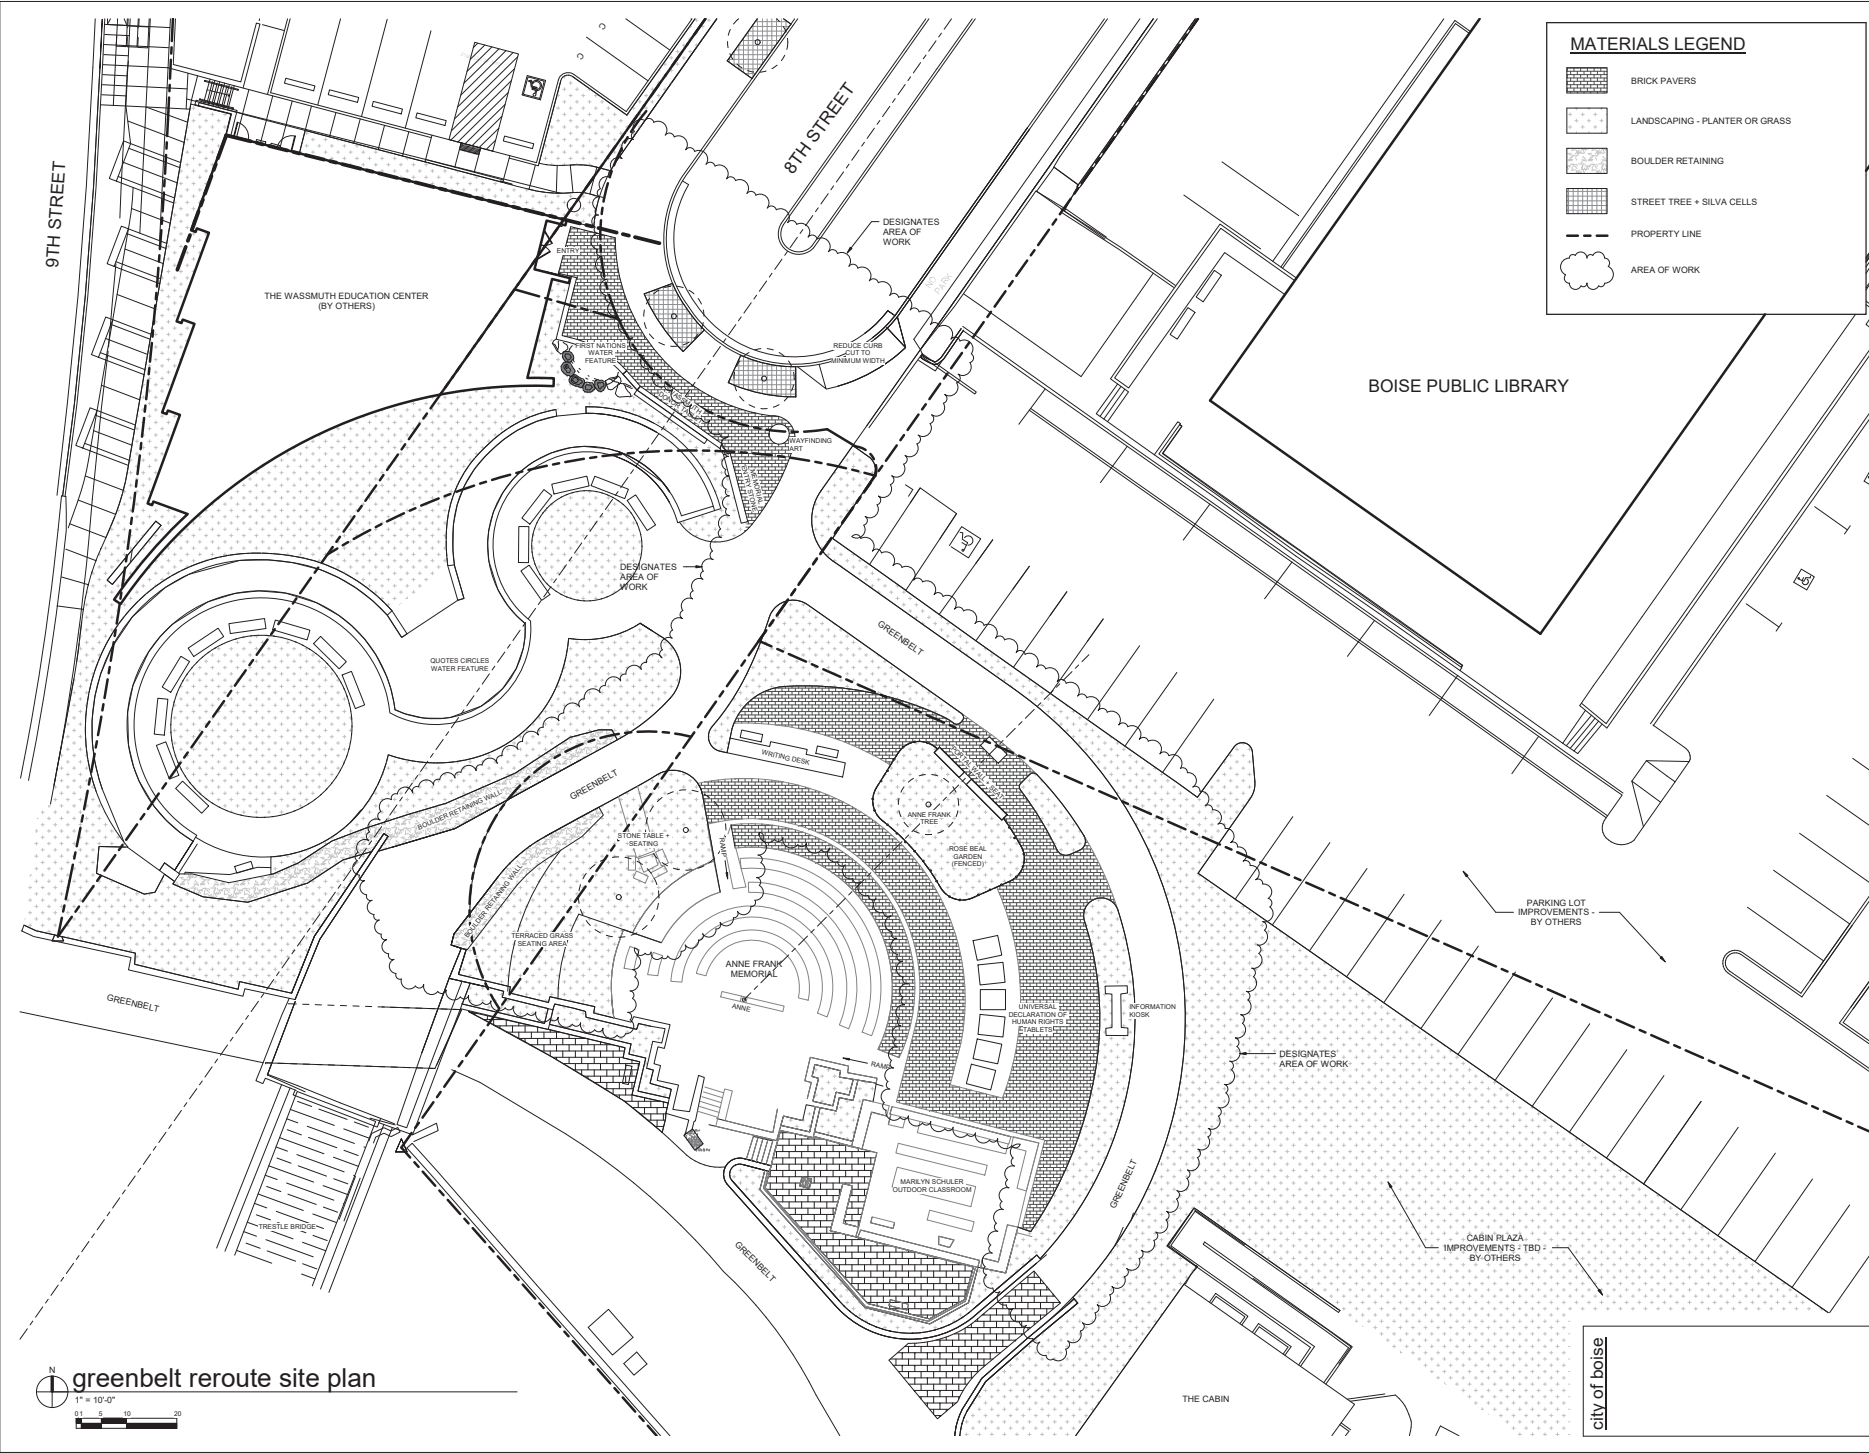 MATERIALS LEGEND
BRICK PAVERS
LANDSCAPING - PLANTER OR GRASS
BOULDER RETAINING
STREET TREE + SILVA CELLS
PROPERTY LINE
AREA OF WORK
9TH STREET
8TH STREET
DESIGNATES
AREA OF
WORK
NO
PARK
ENTRY
THE WASSMUTH EDUCATION CENTER
(BY OTHERS)
FIRST NATIONS
WATER
FEATURE
REDUCE CURB
CUT TO
MINIMUM WIDTH
BOISE PUBLIC LIBRARY
WAYFINDING
ART
MEMORIAL
ENTRY STONE
DESIGNATES
AREA OF
WORK
GREENBELT
QUOTES CIRCLES
WATER FEATURE
WRITING DESK
GREENBELT
BOULDER RETAINING WALL
SEAT
ANNE FRANK
TREE
STONE TABLE +
SEATING
RAMP
ROSE BEAL
GARDEN
(FENCED)
BOULDER RETAINING WALL
PARKING LOT
IMPROVEMENTS -
BY OTHERS
TERRACED GRASS
SEATING AREA
ANNE FRANK
MEMORIAL
ANNE
GREENBELT
UNIVERSAL
DECLARATION OF
HUMAN RIGHTS
TABLETS
INFORMATION
KIOSK
DESIGNATES
AREA OF WORK
RAMP
MARILYN SCHULER
OUTDOOR CLASSROOM
GREENBELT
TRESTLE BRIDGE
GREENBELT
CABIN PLAZA
IMPROVEMENTS - TBD -
BY OTHERS
THE CABIN
N
greenbelt reroute site plan
1" = 10'-0"
0 1 5 10 20
city of boise